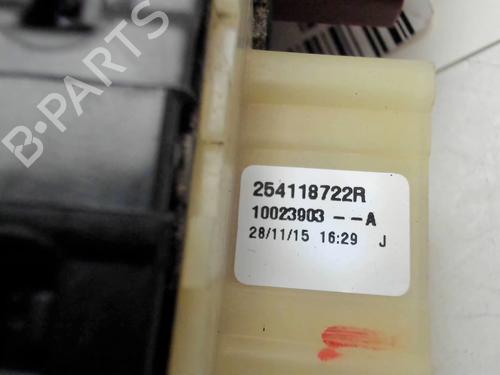 B-PARTS
254118722R
10023903 --A
28/11/15 16:29 J